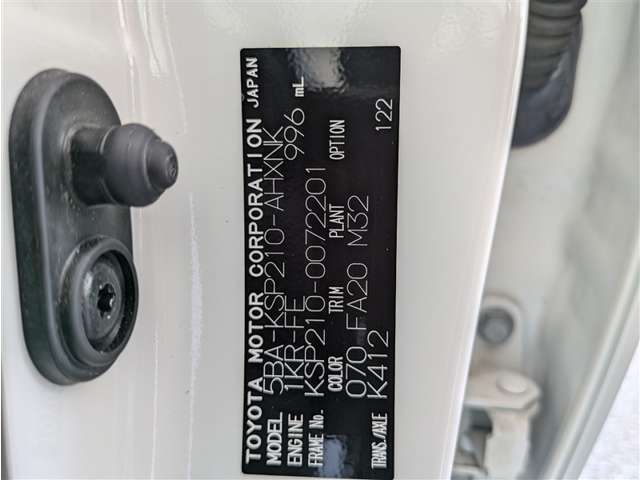 TOYOTA MOTOR CORPORATION JAPAN
MODEL 5BA-KSP210-AHXNK
ENGINE 1KR-FE 996 mL
FRAME No. KSP210-0072201
COLOR TRIM PLANT OPTION
070 FA20 M32 122
TRANS./AXLE K412